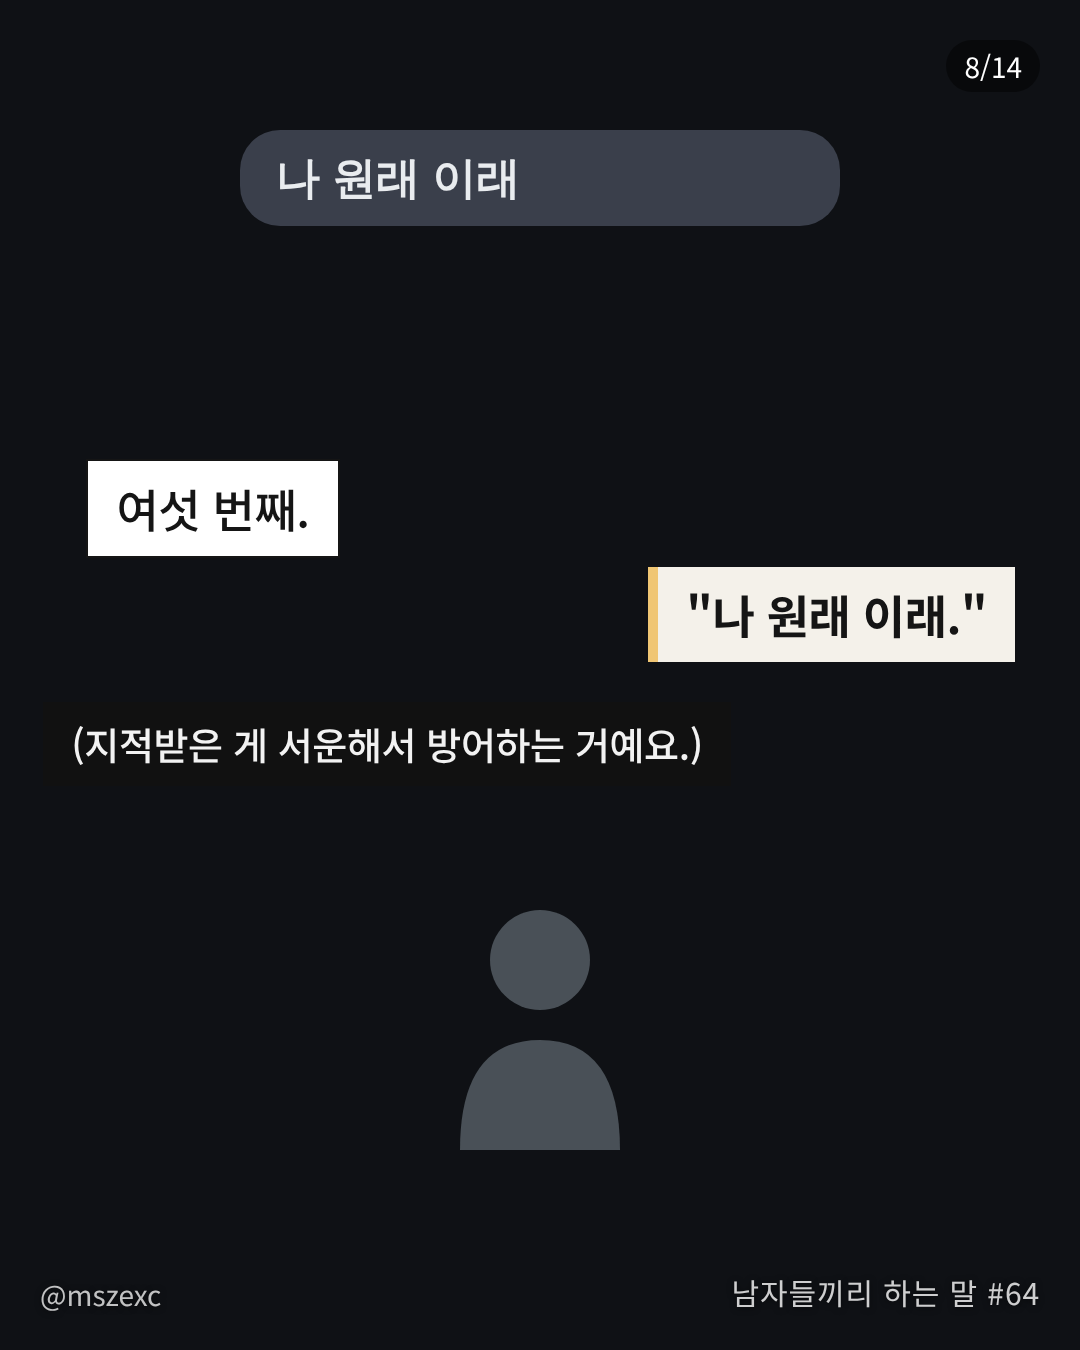 8/14
나 원래 이래
여섯 번째.
"나 원래 이래."
(지적받은 게 서운해서 방어하는 거예요.)
@mszexc
남자들끼리 하는 말 #64